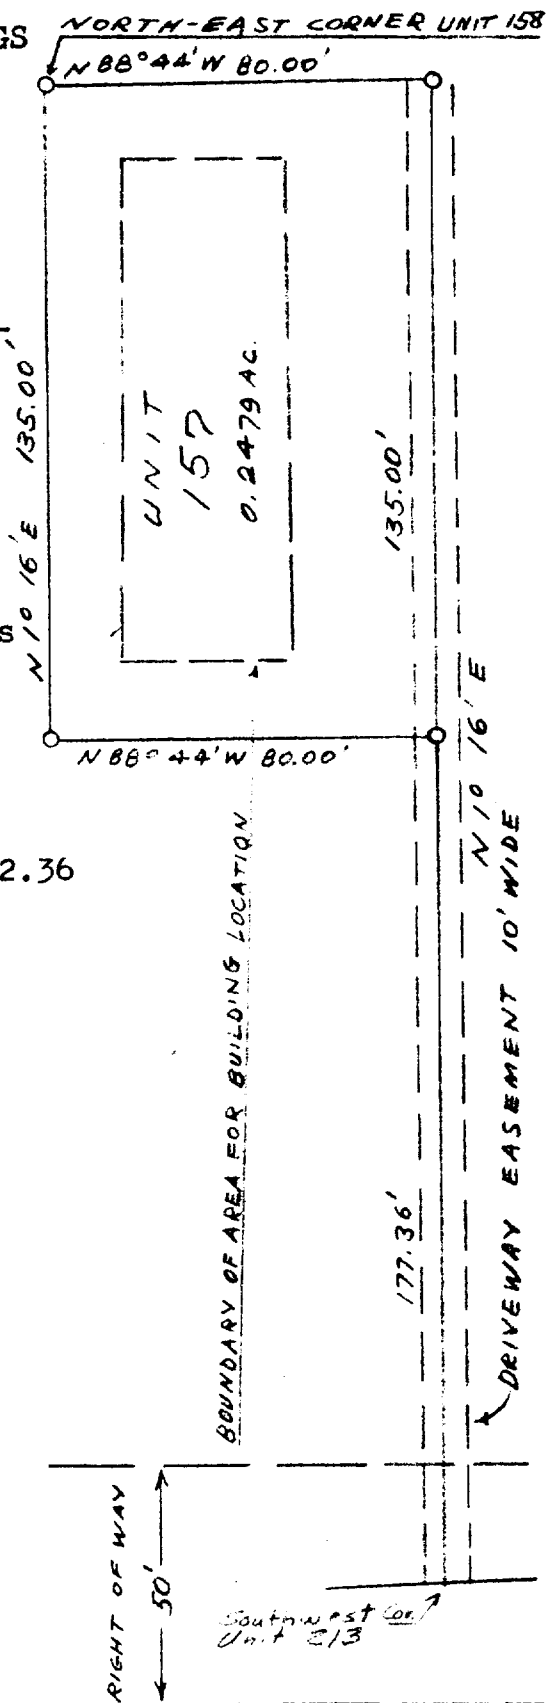 GS
NORTH-EAST CORNER UNIT 158
N 88° 44' W 80.00'
N 1° 16' E 135.00'
UNIT
157
0.2479 AC.
135.00'
S
N 88° 44' W 80.00'
N 1° 16' E
2.36
BOUNDARY OF AREA FOR BUILDING LOCATION
DRIVEWAY EASEMENT 10' WIDE
177.36'
RIGHT OF WAY
50'
Southwest Cor.
Unit 213